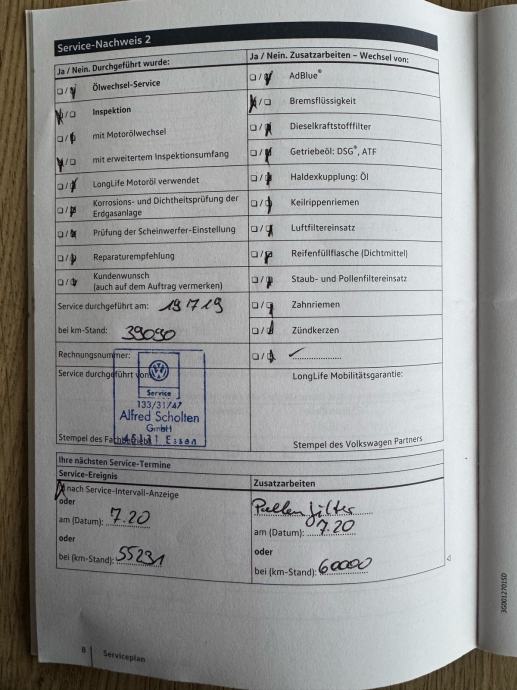 Service-Nachweis 2
Ja / Nein. Durchgeführt wurde:
Ölwechsel-Service
Inspektion
mit Motorölwechsel
mit erweitertem Inspektionsumfang
LongLife Motoröl verwendet
Korrosions- und Dichtheitsprüfung der
Erdgasanlage
Prüfung der Scheinwerfer-Einstellung
Reparaturempfehlung
Kundenwunsch
(auch auf dem Auftrag vermerken)
Service durchgeführt am: 19 7 19
bei km-Stand: 39090
Rechnungsnummer:
Service durchgeführt von:
Service
133/31/47
Alfred Scholten
GmbH
45131 Essen
Stempel des Fachbetriebs
Ja / Nein. Zusatzarbeiten – Wechsel von:
AdBlue®
Bremsflüssigkeit
Dieselkraftstofffilter
Getriebeöl: DSG®, ATF
Haldexkupplung: Öl
Keilrippenriemen
Luftfiltereinsatz
Reifenfüllflasche (Dichtmittel)
Staub- und Pollenfiltereinsatz
Zahnriemen
Zündkerzen
LongLife Mobilitätsgarantie:
Stempel des Volkswagen Partners
Ihre nächsten Service-Termine
Service-Ereignis
nach Service-Intervall-Anzeige
oder
am (Datum): 7.20
oder
bei (km-Stand): 55231
Zusatzarbeiten
Pollenfilter
am (Datum): 7.20
oder
bei (km-Stand): 60000
8 Serviceplan